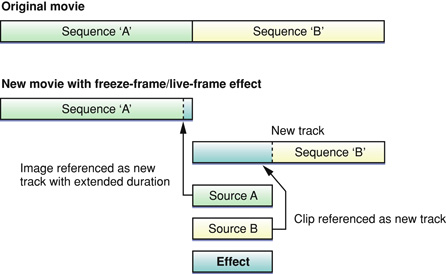 Original movie
Sequence ‘A’
Sequence ‘B’
New movie with freeze-frame/live-frame effect
Sequence ‘A’
New track
Sequence ‘B’
Image referenced as new
track with extended duration
Source A
Source B
Clip referenced as new track
Effect